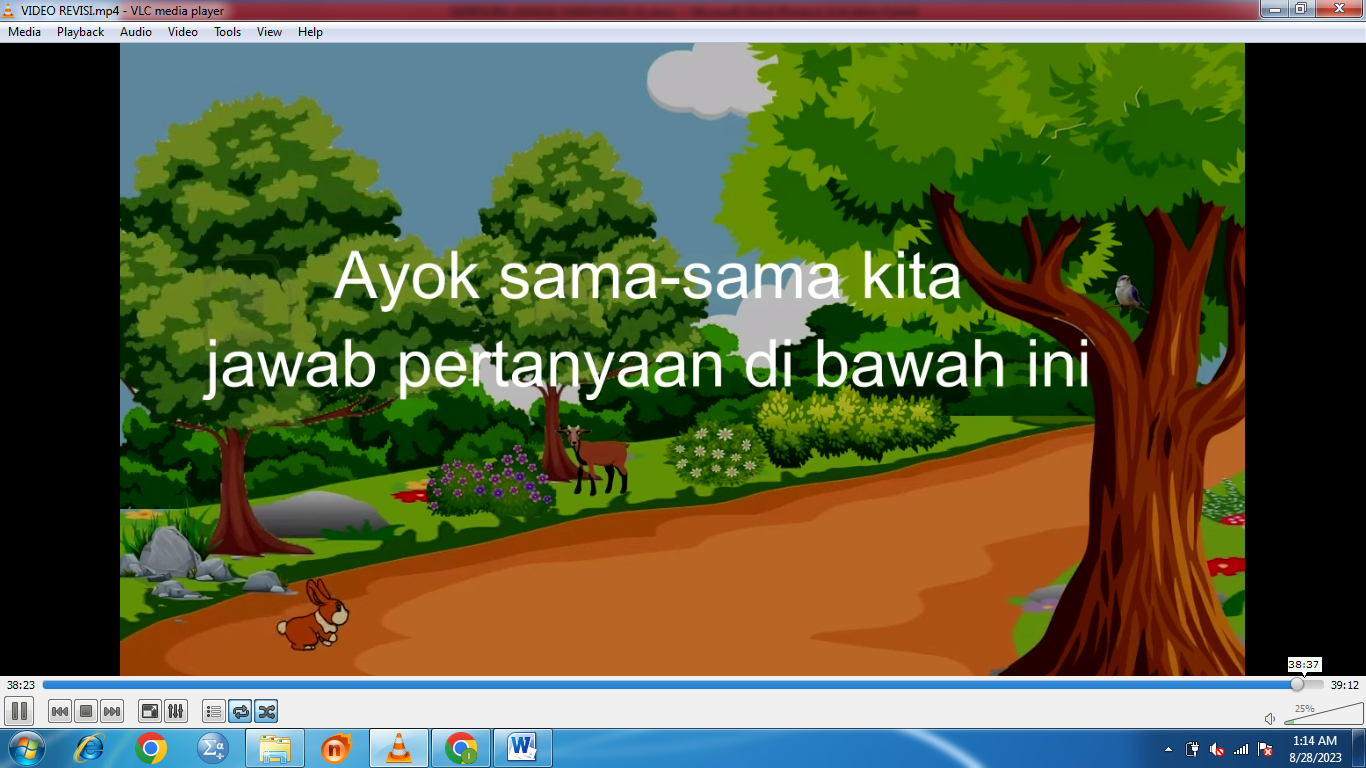 VIDEO REVISI.mp4 - VLC media player
Media Playback Audio Video Tools View Help
Ayok sama-sama kita
jawab pertanyaan di bawah ini
38:37
38:23
39:12
25%
1:14 AM
8/28/2023